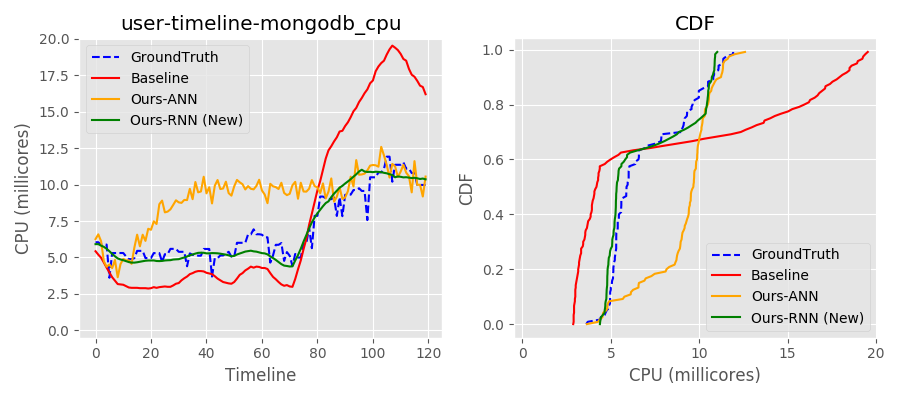 user-timeline-mongodb_cpu
CPU (millicores)
20.0
17.5
15.0
12.5
10.0
7.5
5.0
2.5
0.0
GroundTruth
Baseline
Ours-ANN
Ours-RNN (New)
0 20 40 60 80 100 120
Timeline
CDF
CDF
1.0
0.8
0.6
0.4
0.2
0.0
GroundTruth
Baseline
Ours-ANN
Ours-RNN (New)
0 5 10 15 20
CPU (millicores)